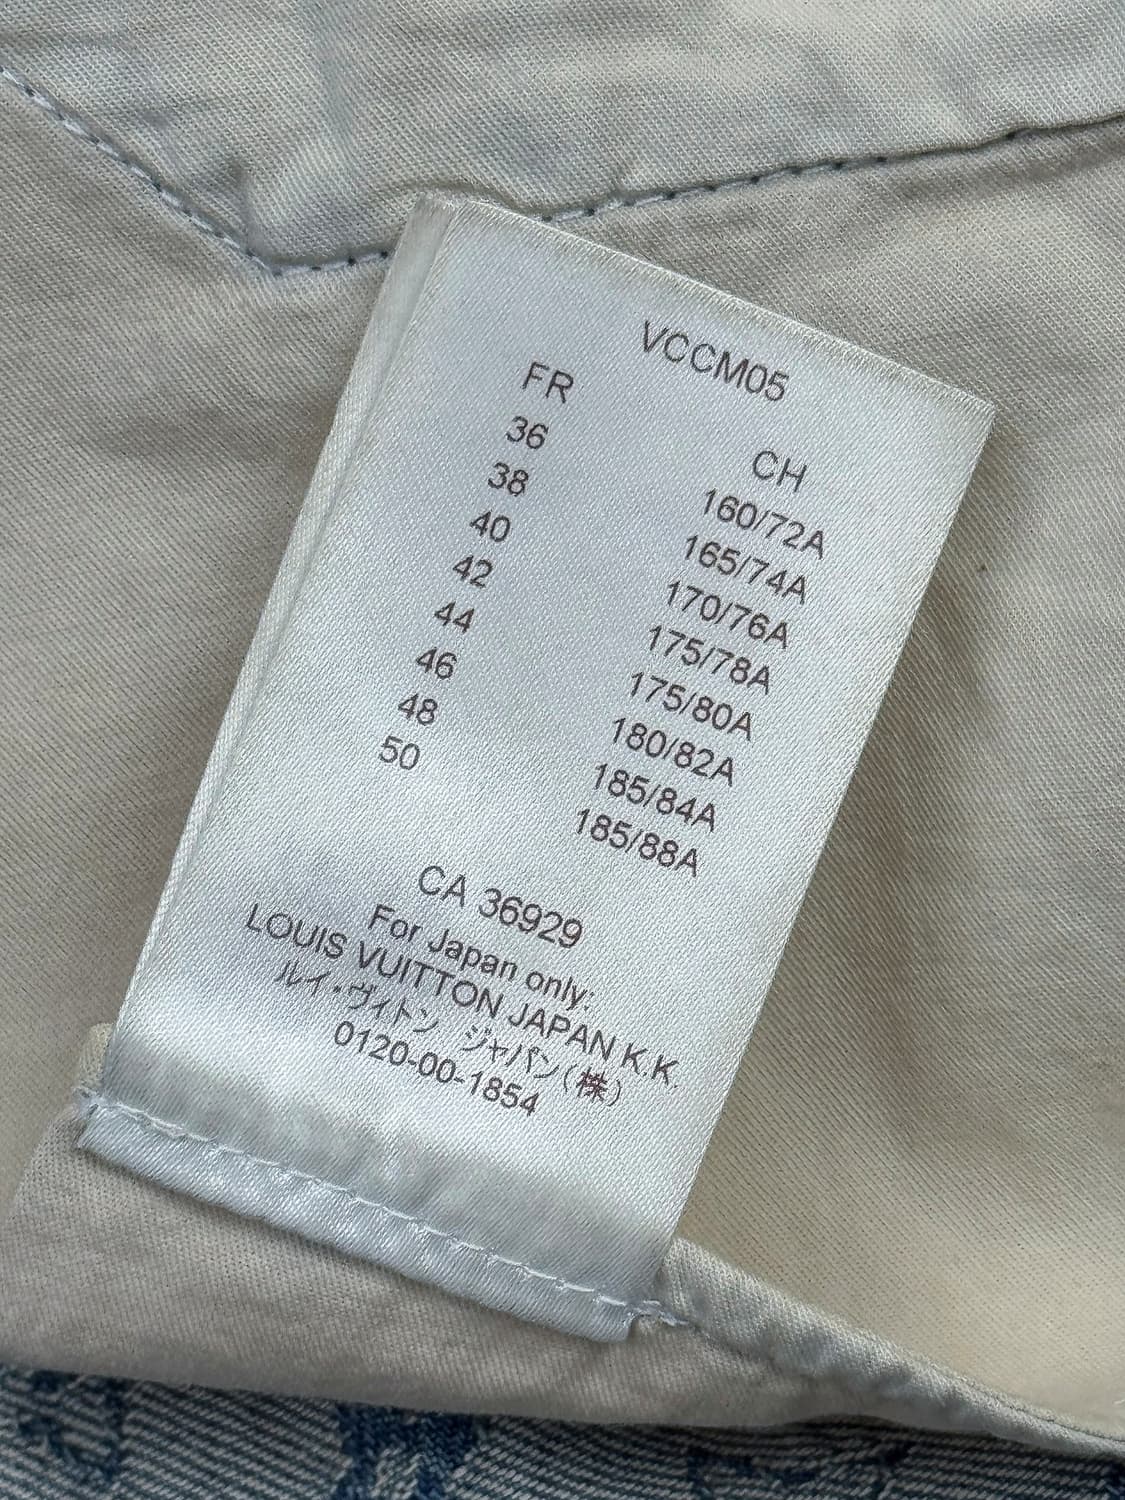 VCCM05
FR CH
36 160/72A
38 165/74A
40 170/76A
42 175/78A
44 175/80A
46 180/82A
48 185/84A
50 185/88A
CA 36929
For Japan only:
LOUIS VUITTON JAPAN K.K.
ルイ・ヴィトン ジャパン(株)
0120-00-1854